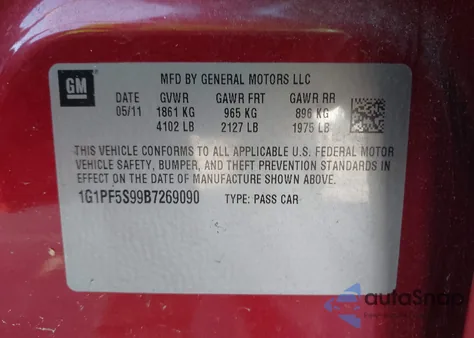 GM
MFD BY GENERAL MOTORS LLC
DATE GVWR GAWR FRT GAWR RR
05/11 1861 KG 965 KG 896 KG
4102 LB 2127 LB 1975 LB
THIS VEHICLE CONFORMS TO ALL APPLICABLE U.S. FEDERAL MOTOR
VEHICLE SAFETY, BUMPER, AND THEFT PREVENTION STANDARDS IN
EFFECT ON THE DATE OF MANUFACTURE SHOWN ABOVE.
1G1PF5S99B7269090 TYPE: PASS CAR
autoSnap